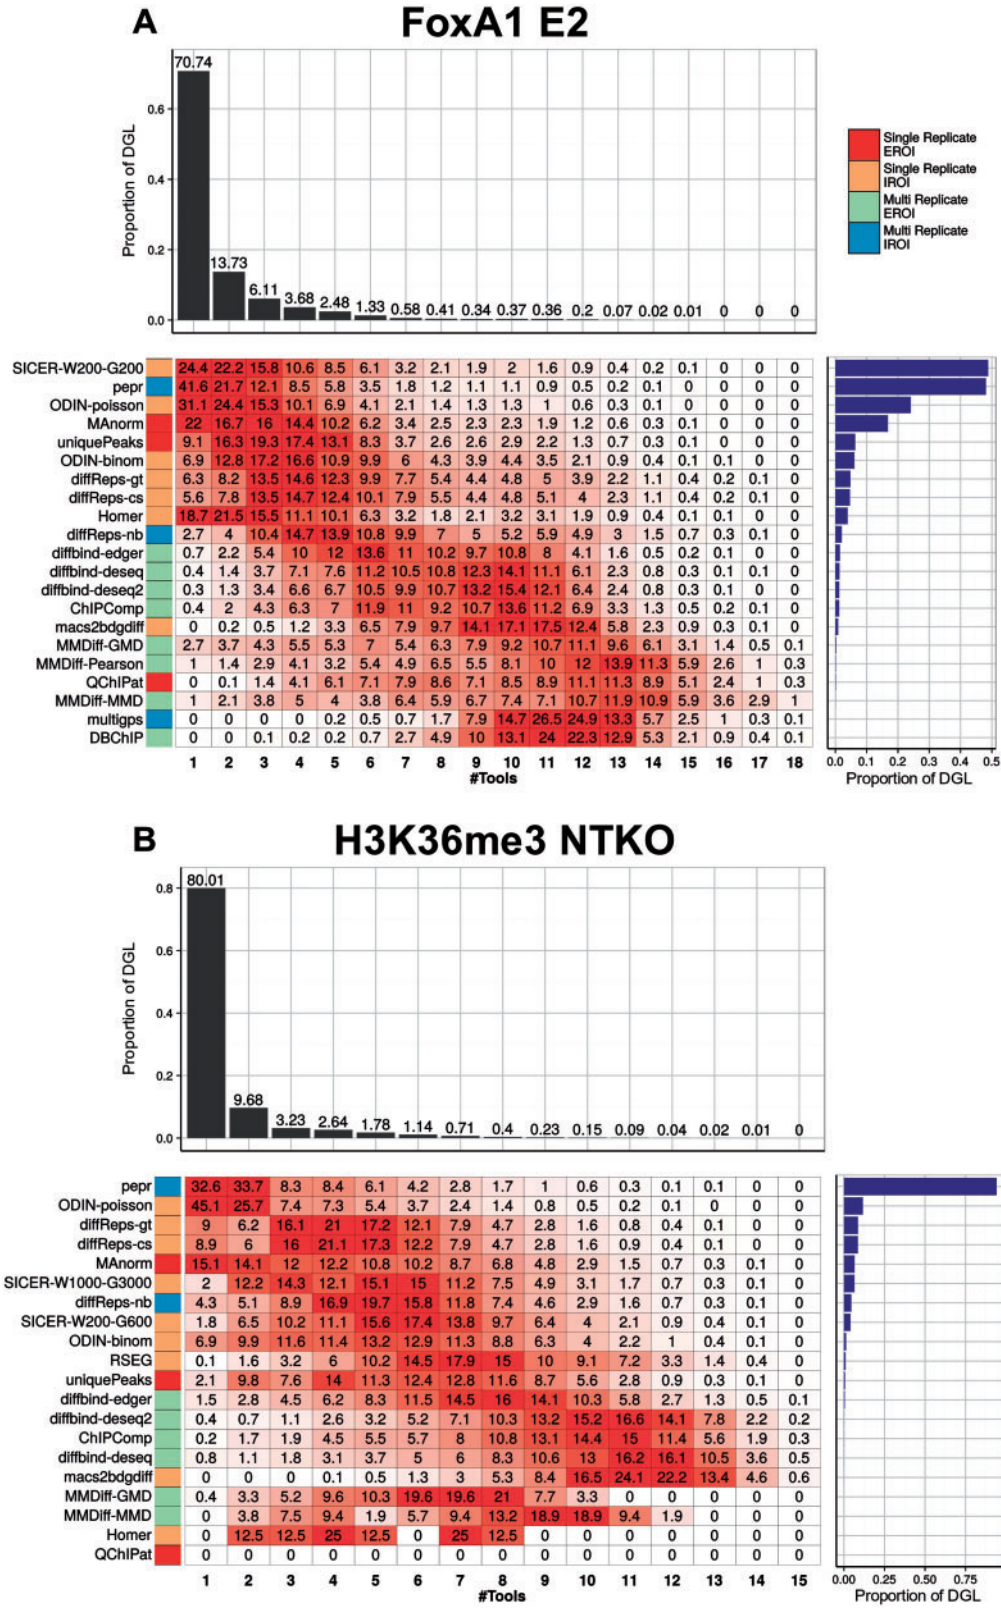 A FoxA1 E2
70.74
13.73
6.11
3.68
2.48
1.33
0.58 0.41 0.34 0.37 0.36 0.2 0.07 0.02 0.01 0 0 0
0.6
0.4
0.2
0.0
Proportion of DGL
Single Replicate
EROI
Single Replicate
IROI
Multi Replicate
EROI
Multi Replicate
IROI
SICER-W200-G200 24.4 22.2 15.8 10.6 8.5 6.1 3.2 2.1 1.9 2 1.6 0.9 0.4 0.2 0.1 0 0 0
pepr 41.6 21.7 12.1 8.5 5.8 3.5 1.8 1.2 1.1 1.1 0.9 0.5 0.2 0.1 0 0 0 0
ODIN-poisson 31.1 24.4 15.3 10.1 6.9 4.1 2.1 1.4 1.3 1.3 1 0.6 0.3 0.1 0 0 0 0
MAnorm 22 16.7 16 14.4 10.2 6.2 3.4 2.5 2.3 2.3 1.9 1.2 0.6 0.3 0.1 0 0 0
uniquePeaks 9.1 16.3 19.3 17.4 13.1 8.3 3.7 2.6 2.6 2.9 2.2 1.3 0.7 0.3 0.1 0 0 0
ODIN-binom 6.9 12.8 17.2 16.6 10.9 9.9 6 4.3 3.9 4.4 3.5 2.1 0.9 0.4 0.1 0.1 0 0
diffReps-gt 6.3 8.2 13.5 14.6 12.3 9.9 7.7 5.4 4.4 4.8 5 3.9 2.2 1.1 0.4 0.2 0.1 0
diffReps-cs 5.6 7.8 13.5 14.7 12.4 10.1 7.9 5.5 4.4 4.8 5.1 4 2.3 1.1 0.4 0.2 0.1 0
Homer 18.7 21.5 15.5 11.1 10.1 6.3 3.2 1.8 2.1 3.2 3.1 1.9 0.9 0.4 0.1 0.1 0 0
diffReps-nb 2.7 4 10.4 14.7 13.9 10.8 9.9 7 5 5.2 5.9 4.9 3 1.5 0.7 0.3 0.1 0
diffbind-edger 0.7 2.2 5.4 10 12 13.6 11 10.2 9.7 10.8 8 4.1 1.6 0.5 0.2 0.1 0 0
diffbind-deseq 0.4 1.4 3.7 7.1 7.6 11.2 10.5 10.8 12.3 14.1 11.1 6.1 2.3 0.8 0.3 0.1 0.1 0
diffbind-deseq2 0.3 1.3 3.4 6.6 6.7 10.5 9.9 10.7 13.2 15.4 12.1 6.4 2.4 0.8 0.3 0.1 0 0
ChIPComp 0.4 2 4.3 6.3 7 11.9 11 9.2 10.7 13.6 11.2 6.9 3.3 1.3 0.5 0.2 0.1 0
macs2bdgdiff 0 0.2 0.5 1.2 3.3 6.5 7.9 9.7 14.1 17.1 17.5 12.4 5.8 2.3 0.9 0.3 0.1 0
MMDiff-GMD 2.7 3.7 4.3 5.5 5.3 7 5.4 6.3 7.9 9.2 10.7 11.1 9.6 6.1 3.1 1.4 0.5 0.1
MMDiff-Pearson 1 1.4 2.9 4.1 3.2 5.4 4.9 6.5 5.5 8.1 10 12 13.9 11.3 5.9 2.6 1 0.3
QChIPat 0 0.1 1.4 4.1 6.1 7.1 7.9 8.6 7.1 8.5 8.9 11.1 11.3 8.9 5.1 2.4 1 0.3
MMDiff-MMD 1 2.1 3.8 5 4 3.8 6.4 5.9 6.7 7.4 7.1 10.7 11.9 10.9 5.9 3.6 2.9 1
multigps 0 0 0 0 0.2 0.5 0.7 1.7 7.9 14.7 26.5 24.9 13.3 5.7 2.5 1 0.3 0.1
DBChIP 0 0 0.1 0.2 0.2 0.7 2.7 4.9 10 13.1 24 22.3 12.9 5.3 2.1 0.9 0.4 0.1
1 2 3 4 5 6 7 8 9 10 11 12 13 14 15 16 17 18
#Tools
0.0 0.1 0.2 0.3 0.4 0.5
Proportion of DGL
B H3K36me3 NTKO
80.01
9.68
3.23 2.64 1.78 1.14 0.71 0.4 0.23 0.15 0.09 0.04 0.02 0.01 0
0.8
0.6
0.4
0.2
0.0
Proportion of DGL
pepr 32.6 33.7 8.3 8.4 6.1 4.2 2.8 1.7 1 0.6 0.3 0.1 0.1 0 0
ODIN-poisson 45.1 25.7 7.4 7.3 5.4 3.7 2.4 1.4 0.8 0.5 0.2 0.1 0 0 0
diffReps-gt 9 6.2 16.1 21 17.2 12.1 7.9 4.7 2.8 1.6 0.8 0.4 0.1 0 0
diffReps-cs 8.9 6 16 21.1 17.3 12.2 7.9 4.7 2.8 1.6 0.9 0.4 0.1 0 0
MAnorm 15.1 14.1 12 12.2 10.8 10.2 8.7 6.8 4.8 2.9 1.5 0.7 0.3 0.1 0
SICER-W1000-G3000 2 12.2 14.3 12.1 15.1 15 11.2 7.5 4.9 3.1 1.7 0.7 0.3 0.1 0
diffReps-nb 4.3 5.1 8.9 16.9 19.7 15.8 11.8 7.4 4.6 2.9 1.6 0.7 0.3 0.1 0
SICER-W200-G600 1.8 6.5 10.2 11.1 15.6 17.4 13.8 9.7 6.4 4 2.1 0.9 0.4 0.1 0
ODIN-binom 6.9 9.9 11.6 11.4 13.2 12.9 11.3 8.8 6.3 4 2.2 1 0.4 0.1 0
RSEG 0.1 1.6 3.2 6 10.2 14.5 17.9 15 10 9.1 7.2 3.3 1.4 0.4 0
uniquePeaks 2.1 9.8 7.6 14 11.3 12.4 12.8 11.6 8.7 5.6 2.8 0.9 0.3 0.1 0
diffbind-edger 1.5 2.8 4.5 6.2 8.3 11.5 14.5 16 14.1 10.3 5.8 2.7 1.3 0.5 0.1
diffbind-deseq2 0.4 0.7 1.1 2.6 3.2 5.2 7.1 10.3 13.2 15.2 16.6 14.1 7.8 2.2 0.2
ChIPComp 0.2 1.7 1.9 4.5 5.5 5.7 8 10.8 13.1 14.4 15 11.4 5.6 1.9 0.3
diffbind-deseq 0.8 1.1 1.8 3.1 3.7 5 6 8.3 10.6 13 16.2 16.1 10.5 3.6 0.5
macs2bdgdiff 0 0 0 0.1 0.5 1.3 3 5.3 8.4 16.5 24.1 22.2 13.4 4.6 0.6
MMDiff-GMD 0.4 3.3 5.2 9.6 10.3 19.6 19.6 21 7.7 3.3 0 0 0 0 0
MMDiff-MMD 0 3.8 7.5 9.4 1.9 5.7 9.4 13.2 18.9 18.9 9.4 1.9 0 0 0
Homer 0 12.5 12.5 25 12.5 0 25 12.5 0 0 0 0 0 0 0
QChIPat 0 0 0 0 0 0 0 0 0 0 0 0 0 0 0
1 2 3 4 5 6 7 8 9 10 11 12 13 14 15
#Tools
0.00 0.25 0.50 0.75
Proportion of DGL